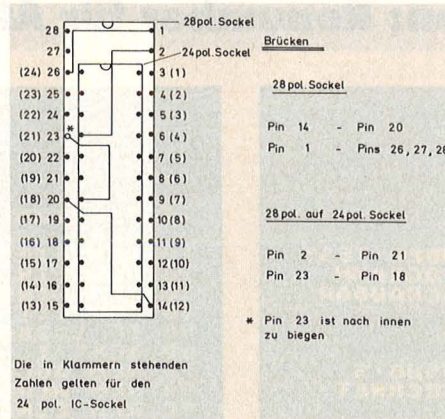 28pol. Sockel
28 1
27 2
24pol. Sockel
(24) 26 3 (1)
(23) 25 4 (2)
(22) 24 5 (3)
*
(21) 23 6 (4)
(20) 22 7 (5)
(19) 21 8 (6)
(18) 20 9 (7)
(17) 19 10 (8)
(16) 18 11 (9)
(15) 17 12 (10)
(14) 16 13 (11)
(13) 15 14 (12)
Die in Klammern stehenden
Zahlen gelten für den
24 pol. IC-Sockel
Brücken
28 pol. Sockel
Pin 14 - Pin 20
Pin 1 - Pins 26, 27, 28
28 pol. auf 24 pol. Sockel
Pin 2 - Pin 21
Pin 23 - Pin 18
* Pin 23 ist nach innen
zu biegen